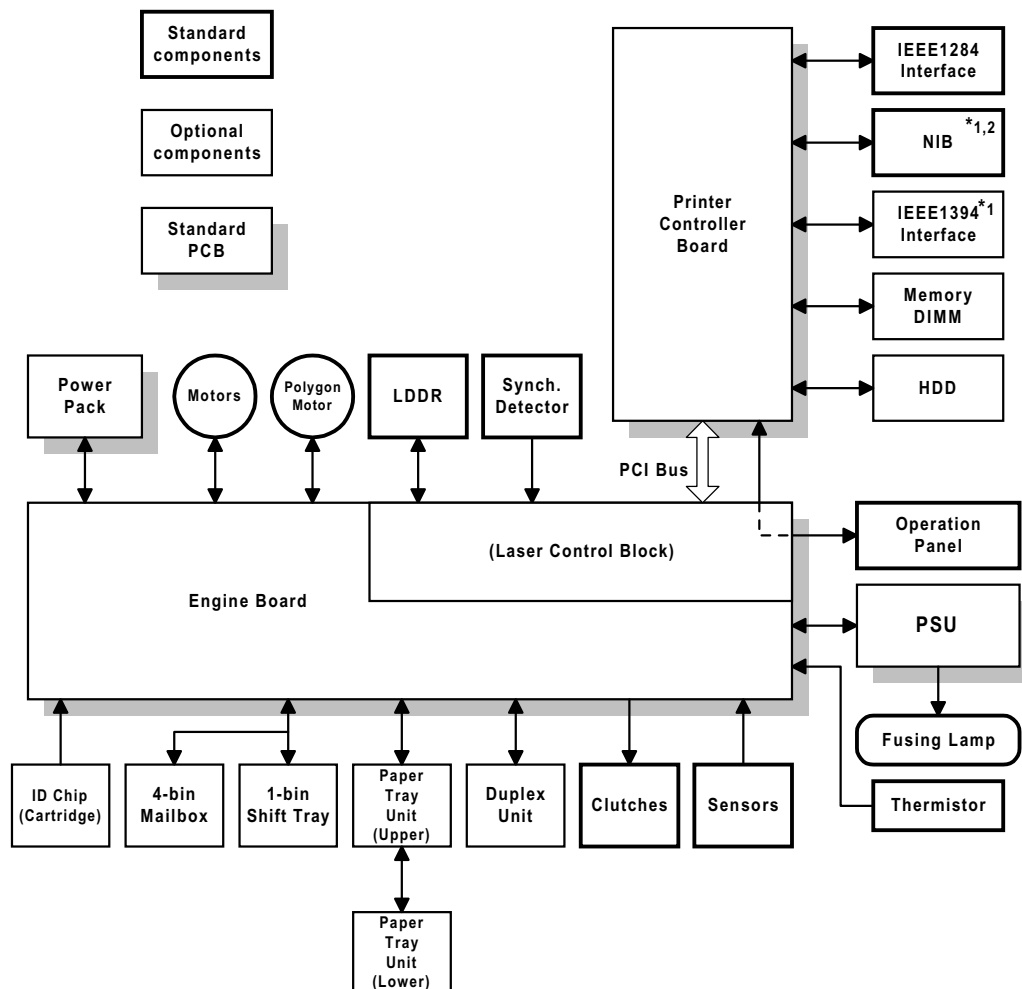 Standard
components
Optional
components
Standard
PCB
Printer
Controller
Board
IEEE1284
Interface
NIB *1,2
IEEE1394*1
Interface
Memory
DIMM
HDD
Power
Pack
Motors
Polygon
Motor
LDDR
Synch.
Detector
PCI Bus
(Laser Control Block)
Engine Board
Operation
Panel
PSU
Fusing Lamp
Thermistor
ID Chip
(Cartridge)
4-bin
Mailbox
1-bin
Shift Tray
Paper
Tray
Unit
(Upper)
Duplex
Unit
Clutches
Sensors
Paper
Tray
Unit
(Lower)